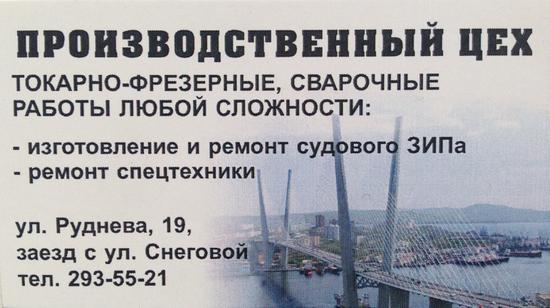 ПРОИЗВОДСТВЕННЫЙ ЦЕХ
ТОКАРНО-ФРЕЗЕРНЫЕ, СВАРОЧНЫЕ
РАБОТЫ ЛЮБОЙ СЛОЖНОСТИ:
- изготовление и ремонт судового ЗИПа
- ремонт спецтехники
ул. Руднева, 19,
заезд с ул. Снеговой
тел. 293-55-21